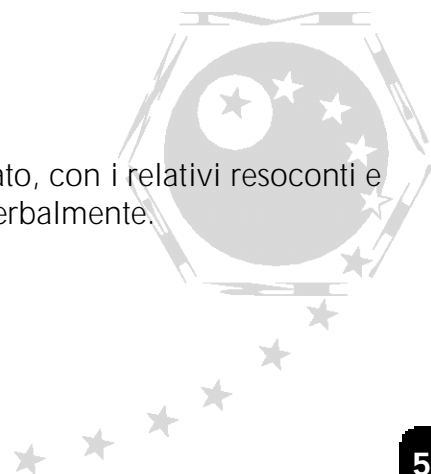 ato, con i relativi resoconti e
erbalmente.
5